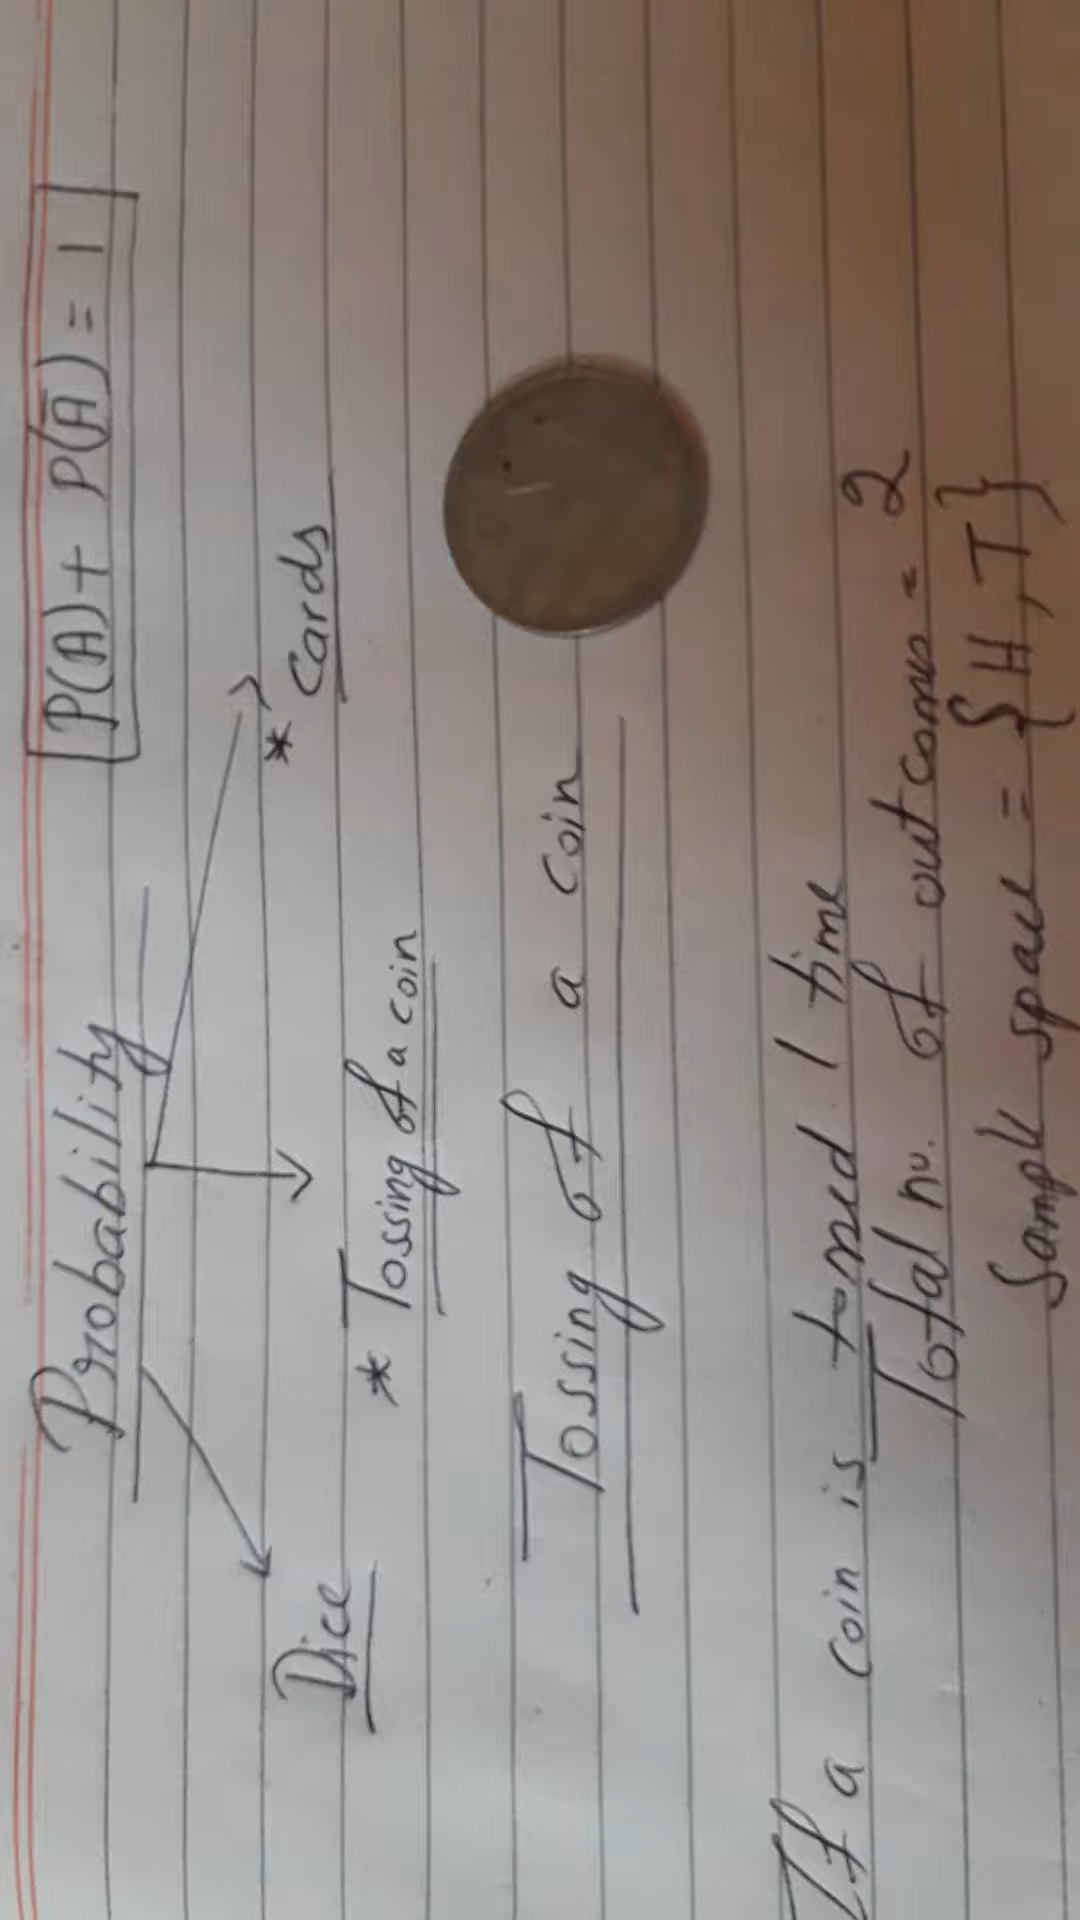 Probability
P(A) + P(Ā) = 1
Dice
* Tossing of a coin
* Cards
Tossing of a coin
If a coin is tossed 1 time
Total no. of outcomes = 2
Sample space = {H, T}